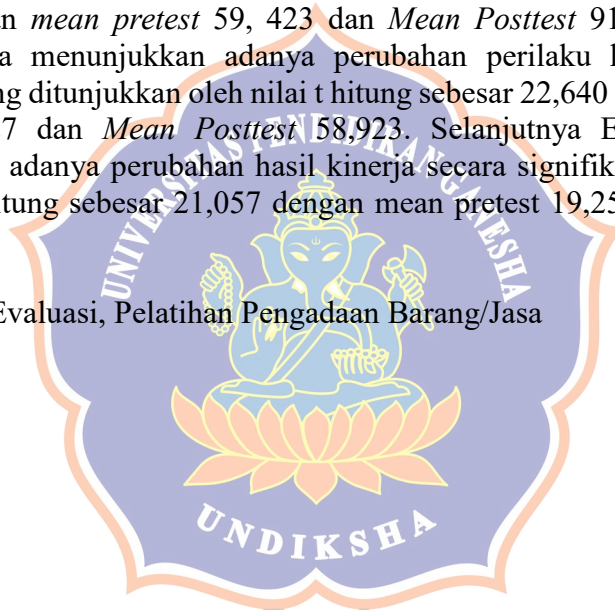 an mean pretest 59, 423 dan Mean Posttest 91
a menunjukkan adanya perubahan perilaku
ng ditunjukkan oleh nilai t hitung sebesar 22,640
7 dan Mean Posttest 58,923. Selanjutnya E
adanya perubahan hasil kinerja secara signifik
itung sebesar 21,057 dengan mean pretest 19,25
Evaluasi, Pelatihan Pengadaan Barang/Jasa
UNIVERSITAS PENDIDIKAN GANESHA
UNDIKSHA